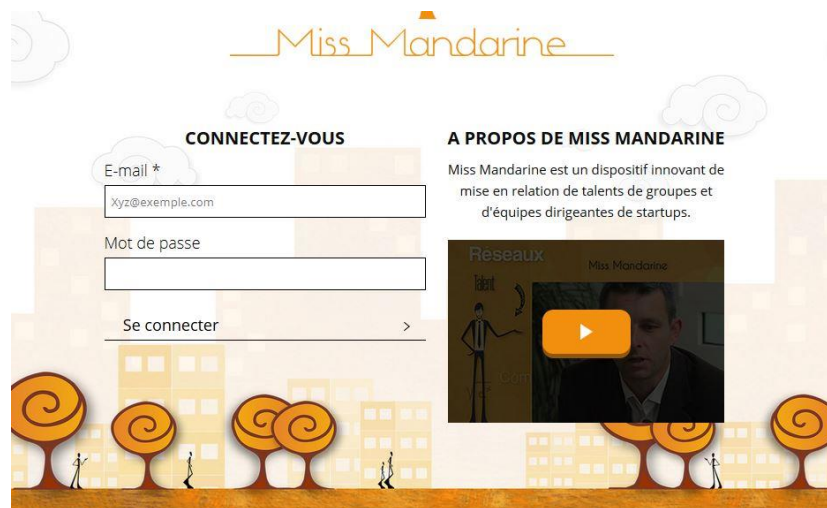 Miss Mandarine
CONNECTEZ-VOUS
E-mail *
Xyz@exemple.com
Mot de passe
Se connecter
A PROPOS DE MISS MANDARINE
Miss Mandarine est un dispositif innovant de
mise en relation de talents de groupes et
d'équipes dirigeantes de startups.
Réseaux
Miss Mandarine
Talent